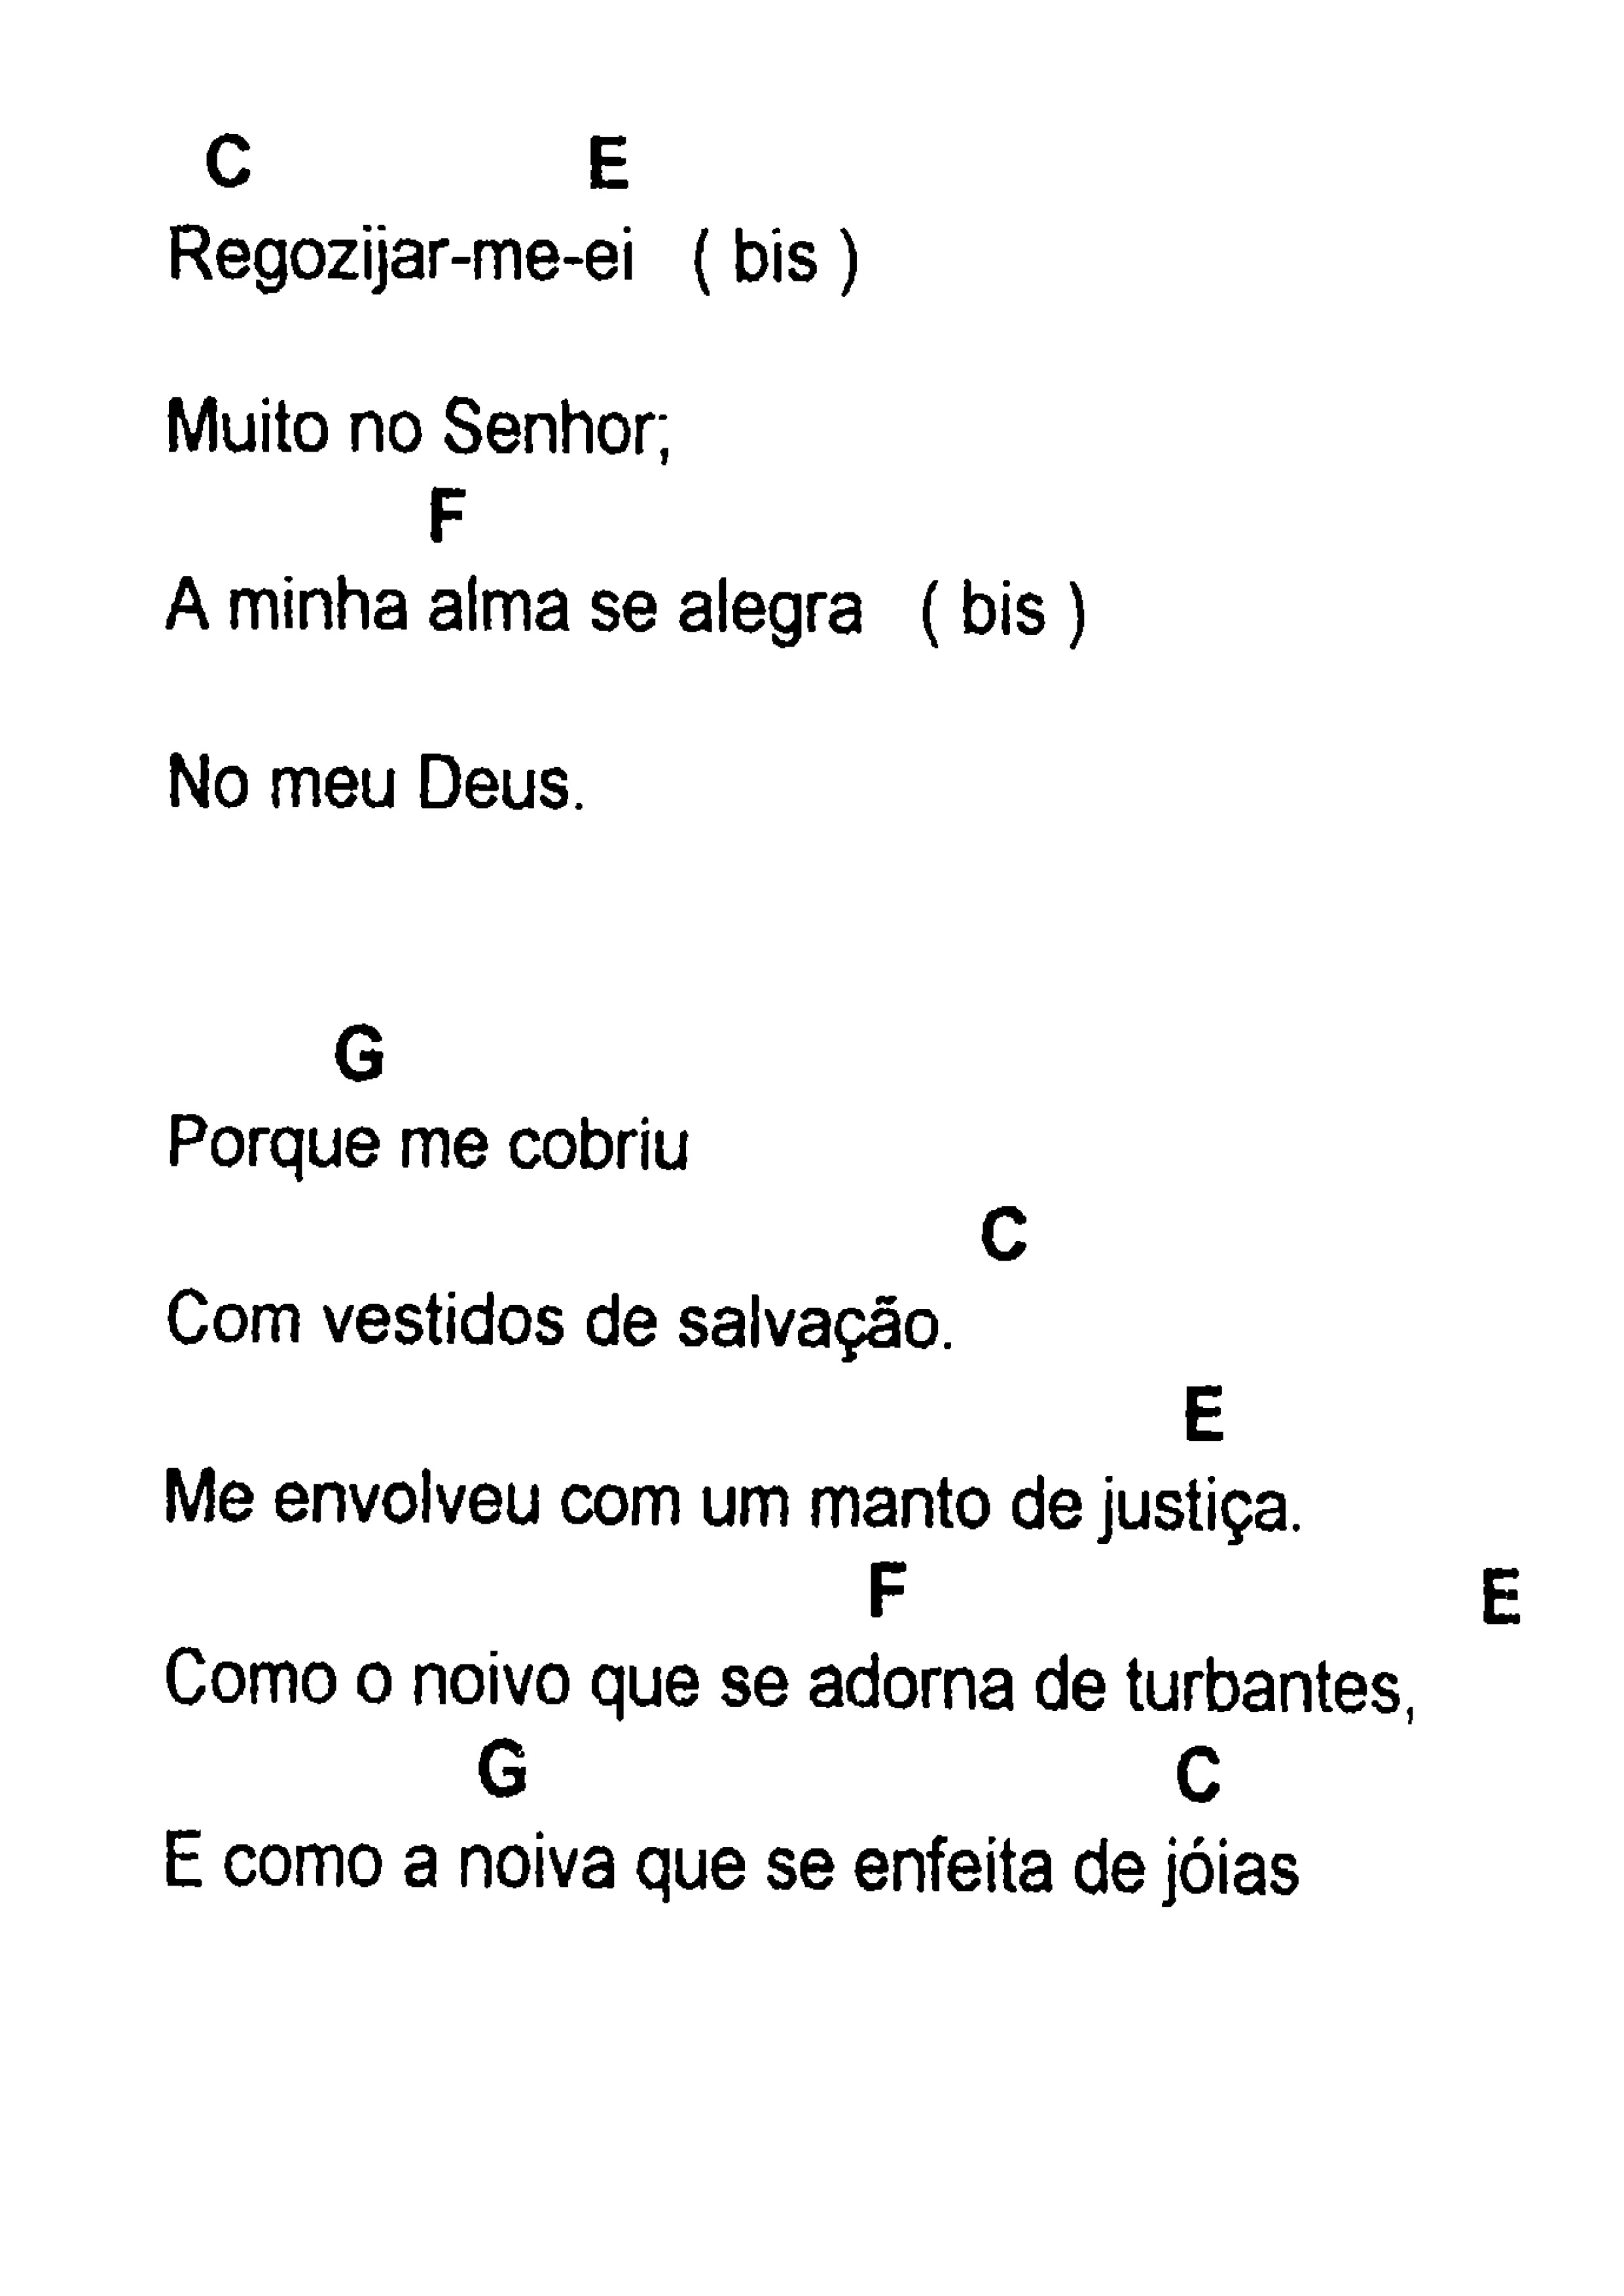 C E
Regozijar-me-ei ( bis )
Muito no Senhor;
F
A minha alma se alegra ( bis )
No meu Deus.
G
Porque me cobriu
C
Com vestidos de salvação.
E
Me envolveu com um manto de justiça.
F E
Como o noivo que se adorna de turbantes,
G C
E como a noiva que se enfeita de jóias